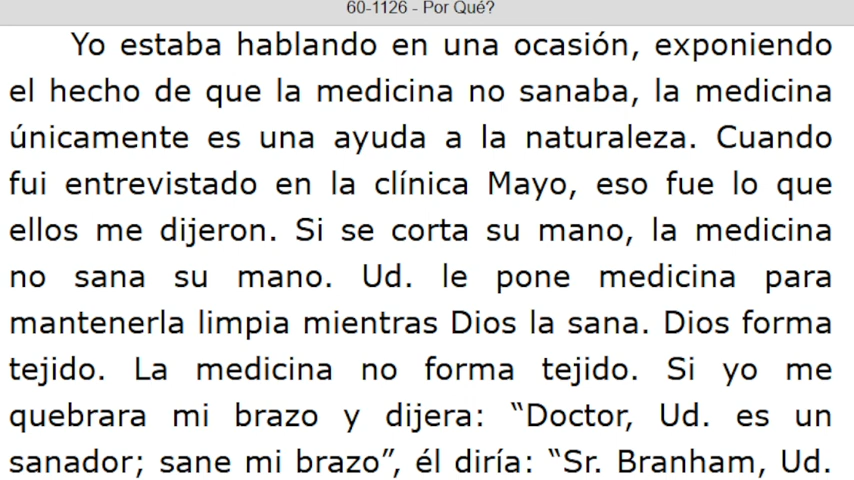 60-1126 - Por Qué?
Yo estaba hablando en una ocasión, exponiendo
el hecho de que la medicina no sanaba, la medicina
únicamente es una ayuda a la naturaleza. Cuando
fui entrevistado en la clínica Mayo, eso fue lo que
ellos me dijeron. Si se corta su mano, la medicina
no sana su mano. Ud. le pone medicina para
mantenerla limpia mientras Dios la sana. Dios forma
tejido. La medicina no forma tejido. Si yo me
quebrara mi brazo y dijera: “Doctor, Ud. es un
sanador; sane mi brazo”, él diría: “Sr. Branham, Ud.